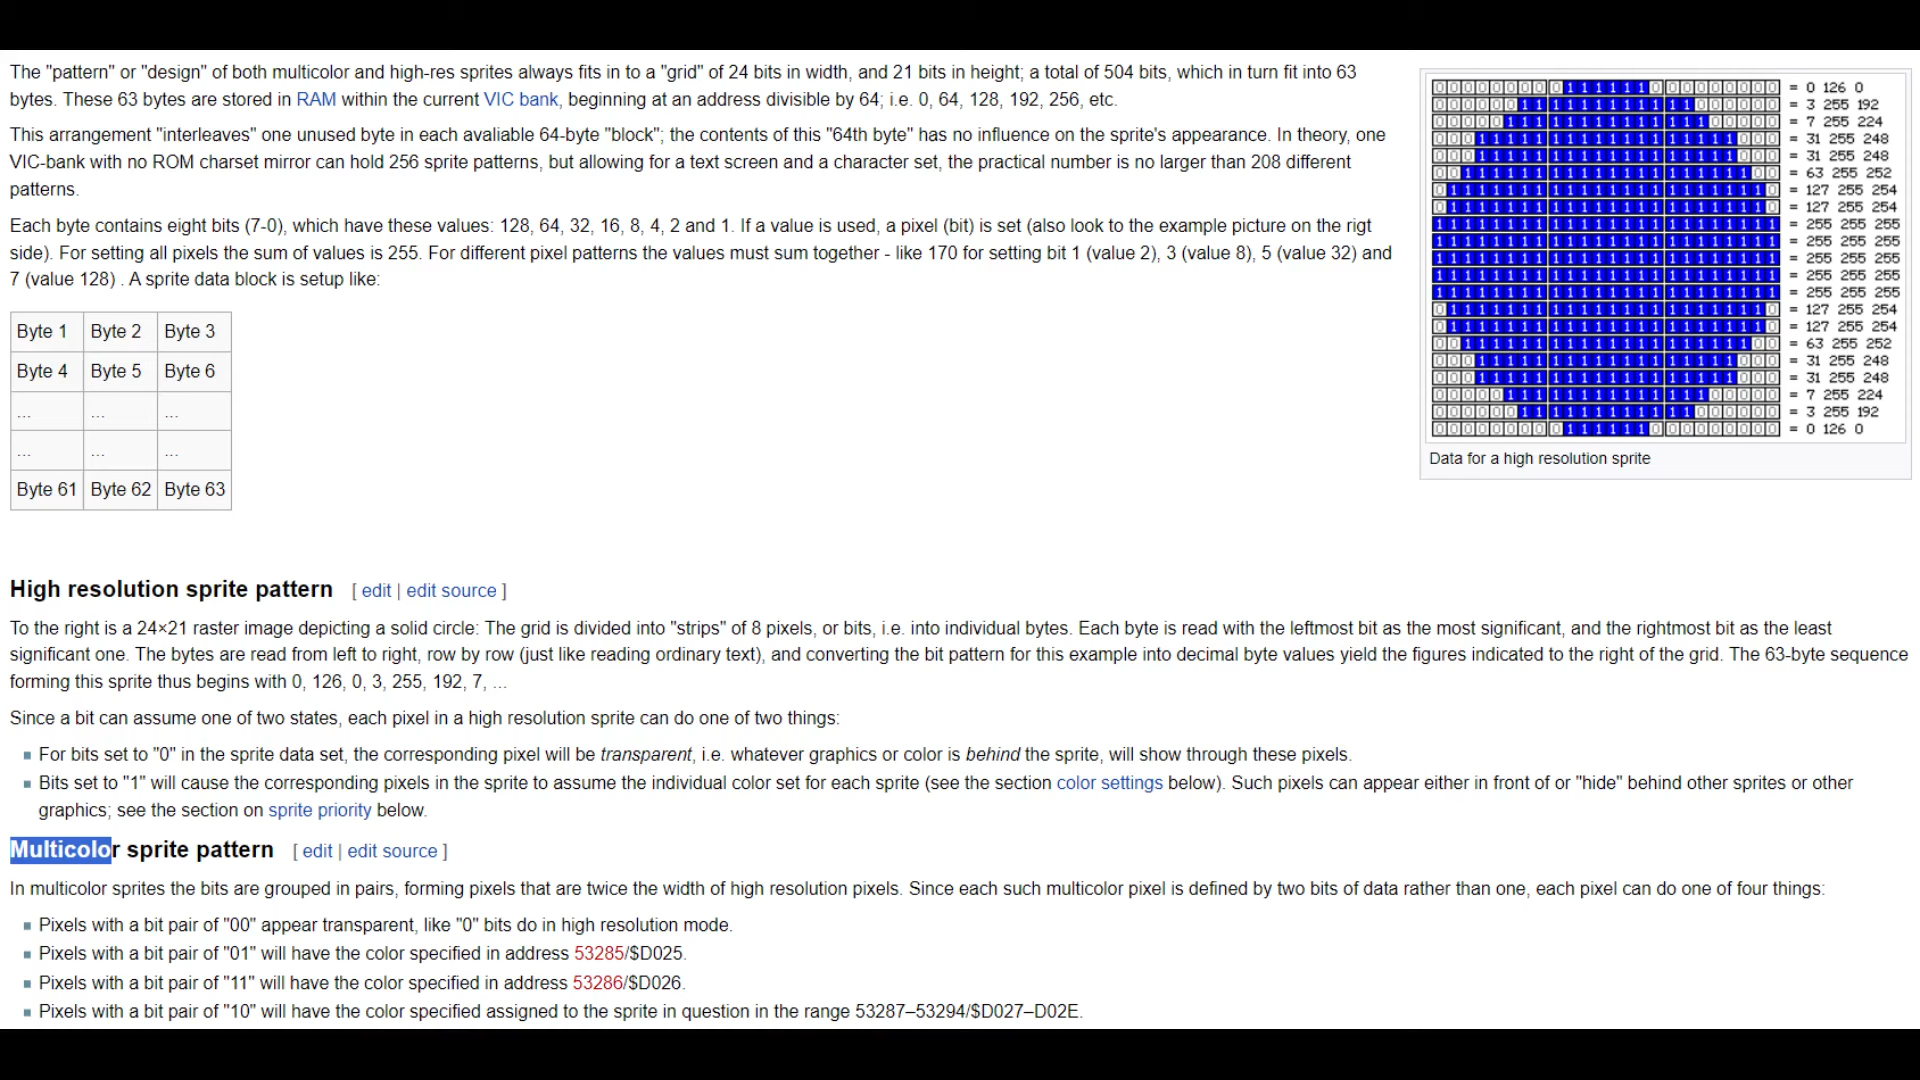 The "pattern" or "design" of both multicolor and high-res sprites always fits in to a "grid" of 24 bits in width, and 21 bits in height; a total of 504 bits, which in turn fit into 63
bytes. These 63 bytes are stored in RAM within the current VIC bank, beginning at an address divisible by 64; i.e. 0, 64, 128, 192, 256, etc.
This arrangement "interleaves" one unused byte in each avaliable 64-byte "block"; the contents of this "64th byte" has no influence on the sprite's appearance. In theory, one
VIC-bank with no ROM charset mirror can hold 256 sprite patterns, but allowing for a text screen and a character set, the practical number is no larger than 208 different
patterns.
Each byte contains eight bits (7-0), which have these values: 128, 64, 32, 16, 8, 4, 2 and 1. If a value is used, a pixel (bit) is set (also look to the example picture on the rigt
side). For setting all pixels the sum of values is 255. For different pixel patterns the values must sum together - like 170 for setting bit 1 (value 2), 3 (value 8), 5 (value 32) and
7 (value 128) . A sprite data block is setup like:
Byte 1 Byte 2 Byte 3
Byte 4 Byte 5 Byte 6
... ... ...
... ... ...
Byte 61 Byte 62 Byte 63
000000000111111000000000 = 0 126 0
000000111111111111000000 = 3 255 192
000001111111111111100000 = 7 255 224
000111111111111111111000 = 31 255 248
000111111111111111111000 = 31 255 248
001111111111111111111100 = 63 255 252
011111111111111111111110 = 127 255 254
011111111111111111111110 = 127 255 254
111111111111111111111111 = 255 255 255
111111111111111111111111 = 255 255 255
111111111111111111111111 = 255 255 255
111111111111111111111111 = 255 255 255
111111111111111111111111 = 255 255 255
011111111111111111111110 = 127 255 254
011111111111111111111110 = 127 255 254
001111111111111111111100 = 63 255 252
000111111111111111111000 = 31 255 248
000111111111111111111000 = 31 255 248
000001111111111111100000 = 7 255 224
000000111111111111000000 = 3 255 192
000000000111111000000000 = 0 126 0
Data for a high resolution sprite
High resolution sprite pattern [ edit | edit source ]
To the right is a 24×21 raster image depicting a solid circle: The grid is divided into "strips" of 8 pixels, or bits, i.e. into individual bytes. Each byte is read with the leftmost bit as the most significant, and the rightmost bit as the least
significant one. The bytes are read from left to right, row by row (just like reading ordinary text), and converting the bit pattern for this example into decimal byte values yield the figures indicated to the right of the grid. The 63-byte sequence
forming this sprite thus begins with 0, 126, 0, 3, 255, 192, 7, ...
Since a bit can assume one of two states, each pixel in a high resolution sprite can do one of two things:
For bits set to "0" in the sprite data set, the corresponding pixel will be transparent, i.e. whatever graphics or color is behind the sprite, will show through these pixels.
Bits set to "1" will cause the corresponding pixels in the sprite to assume the individual color set for each sprite (see the section color settings below). Such pixels can appear either in front of or "hide" behind other sprites or other
graphics; see the section on sprite priority below.
Multicolor sprite pattern [ edit | edit source ]
In multicolor sprites the bits are grouped in pairs, forming pixels that are twice the width of high resolution pixels. Since each such multicolor pixel is defined by two bits of data rather than one, each pixel can do one of four things:
Pixels with a bit pair of "00" appear transparent, like "0" bits do in high resolution mode.
Pixels with a bit pair of "01" will have the color specified in address 53285/$D025.
Pixels with a bit pair of "11" will have the color specified in address 53286/$D026.
Pixels with a bit pair of "10" will have the color specified assigned to the sprite in question in the range 53287–53294/$D027–D02E.